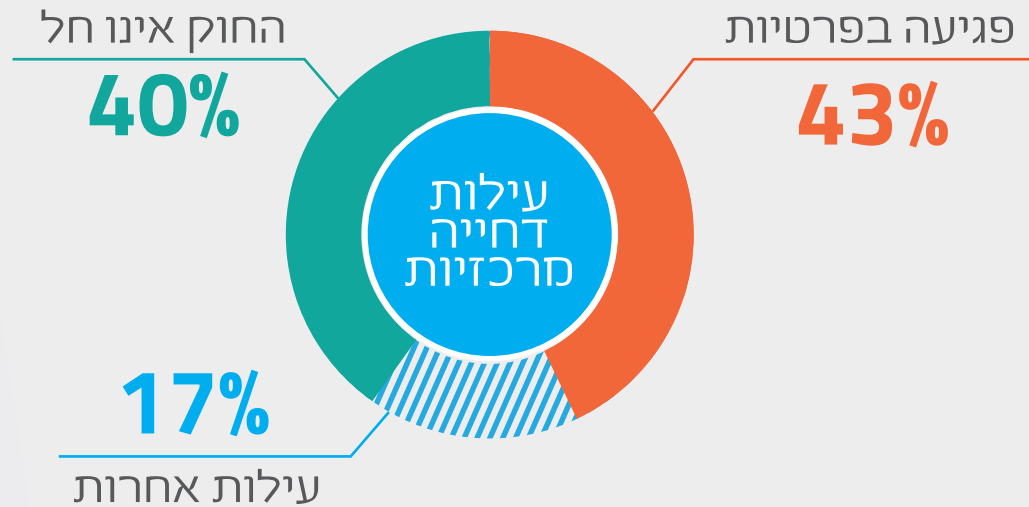 פגיעה בפרטיות
43%
החוק אינו חל
40%
עילות
דחייה
מרכזיות
17%
עילות אחרות